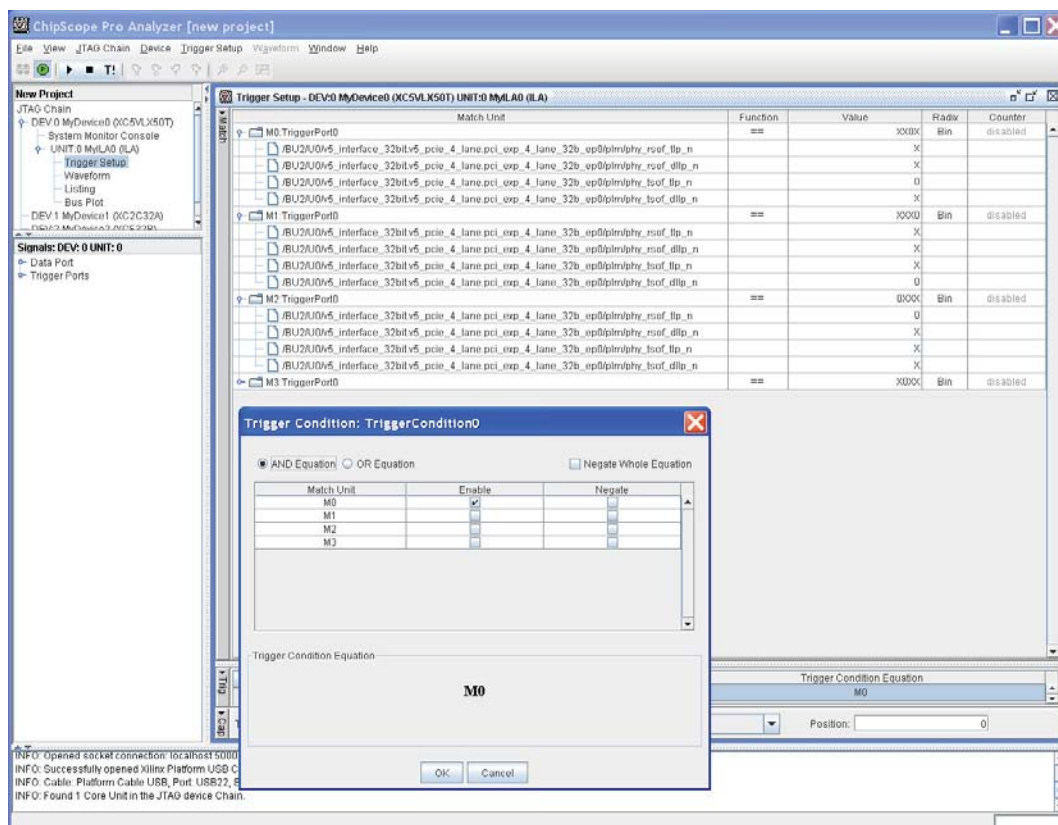 ChipScope Pro Analyzer [new project]
File View JTAG Chain Device Trigger Setup Waveform Window Help
T!
New Project
JTAG Chain
DEV:0 MyDevice0 (XC5VLX50T)
System Monitor Console
UNIT:0 MyILA0 (ILA)
Trigger Setup
Waveform
Listing
Bus Plot
DEV:1 MyDevice1 (XC2C32A)
Signals: DEV: 0 UNIT: 0
Data Port
Trigger Ports
Trigger Setup - DEV:0 MyDevice0 (XC5VLX50T) UNIT:0 MyILA0 (ILA)
Match
Match Unit Function Value Radix Counter
M0:TriggerPort0 == XX0X Bin disabled
/BU2/U0/v5_interface_32bit.v5_pcie_4_lane.pci_exp_4_lane_32b_ep0/plm/phy_rsof_tlp_n X
/BU2/U0/v5_interface_32bit.v5_pcie_4_lane.pci_exp_4_lane_32b_ep0/plm/phy_rsof_dllp_n X
/BU2/U0/v5_interface_32bit.v5_pcie_4_lane.pci_exp_4_lane_32b_ep0/plm/phy_tsof_tlp_n 0
/BU2/U0/v5_interface_32bit.v5_pcie_4_lane.pci_exp_4_lane_32b_ep0/plm/phy_tsof_dllp_n X
M1:TriggerPort0 == XXX0 Bin disabled
/BU2/U0/v5_interface_32bit.v5_pcie_4_lane.pci_exp_4_lane_32b_ep0/plm/phy_rsof_tlp_n X
/BU2/U0/v5_interface_32bit.v5_pcie_4_lane.pci_exp_4_lane_32b_ep0/plm/phy_rsof_dllp_n X
/BU2/U0/v5_interface_32bit.v5_pcie_4_lane.pci_exp_4_lane_32b_ep0/plm/phy_tsof_tlp_n X
/BU2/U0/v5_interface_32bit.v5_pcie_4_lane.pci_exp_4_lane_32b_ep0/plm/phy_tsof_dllp_n 0
M2:TriggerPort0 == 0XXX Bin disabled
/BU2/U0/v5_interface_32bit.v5_pcie_4_lane.pci_exp_4_lane_32b_ep0/plm/phy_rsof_tlp_n 0
/BU2/U0/v5_interface_32bit.v5_pcie_4_lane.pci_exp_4_lane_32b_ep0/plm/phy_rsof_dllp_n X
/BU2/U0/v5_interface_32bit.v5_pcie_4_lane.pci_exp_4_lane_32b_ep0/plm/phy_tsof_tlp_n X
/BU2/U0/v5_interface_32bit.v5_pcie_4_lane.pci_exp_4_lane_32b_ep0/plm/phy_tsof_dllp_n X
M3:TriggerPort0 == X0XX Bin disabled
Trigger Condition: TriggerCondition0
AND Equation OR Equation Negate Whole Equation
Match Unit Enable Negate
M0
M1
M2
M3
Trigger Condition Equation
M0
OK Cancel
Trig
Trigger Condition Equation
M0
Cap
Position: 0
INFO: Opened socket connection: localhost 5000
INFO: Successfully opened Xilinx Platform USB C
INFO: Cable: Platform Cable USB, Port: USB22,
INFO: Found 1 Core Unit in the JTAG device Chain.